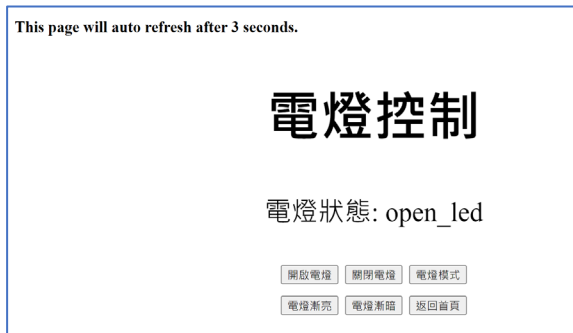 This page will auto refresh after 3 seconds.
電燈控制
電燈狀態: open_led
開啟電燈 關閉電燈 電燈模式
電燈漸亮 電燈漸暗 返回首頁